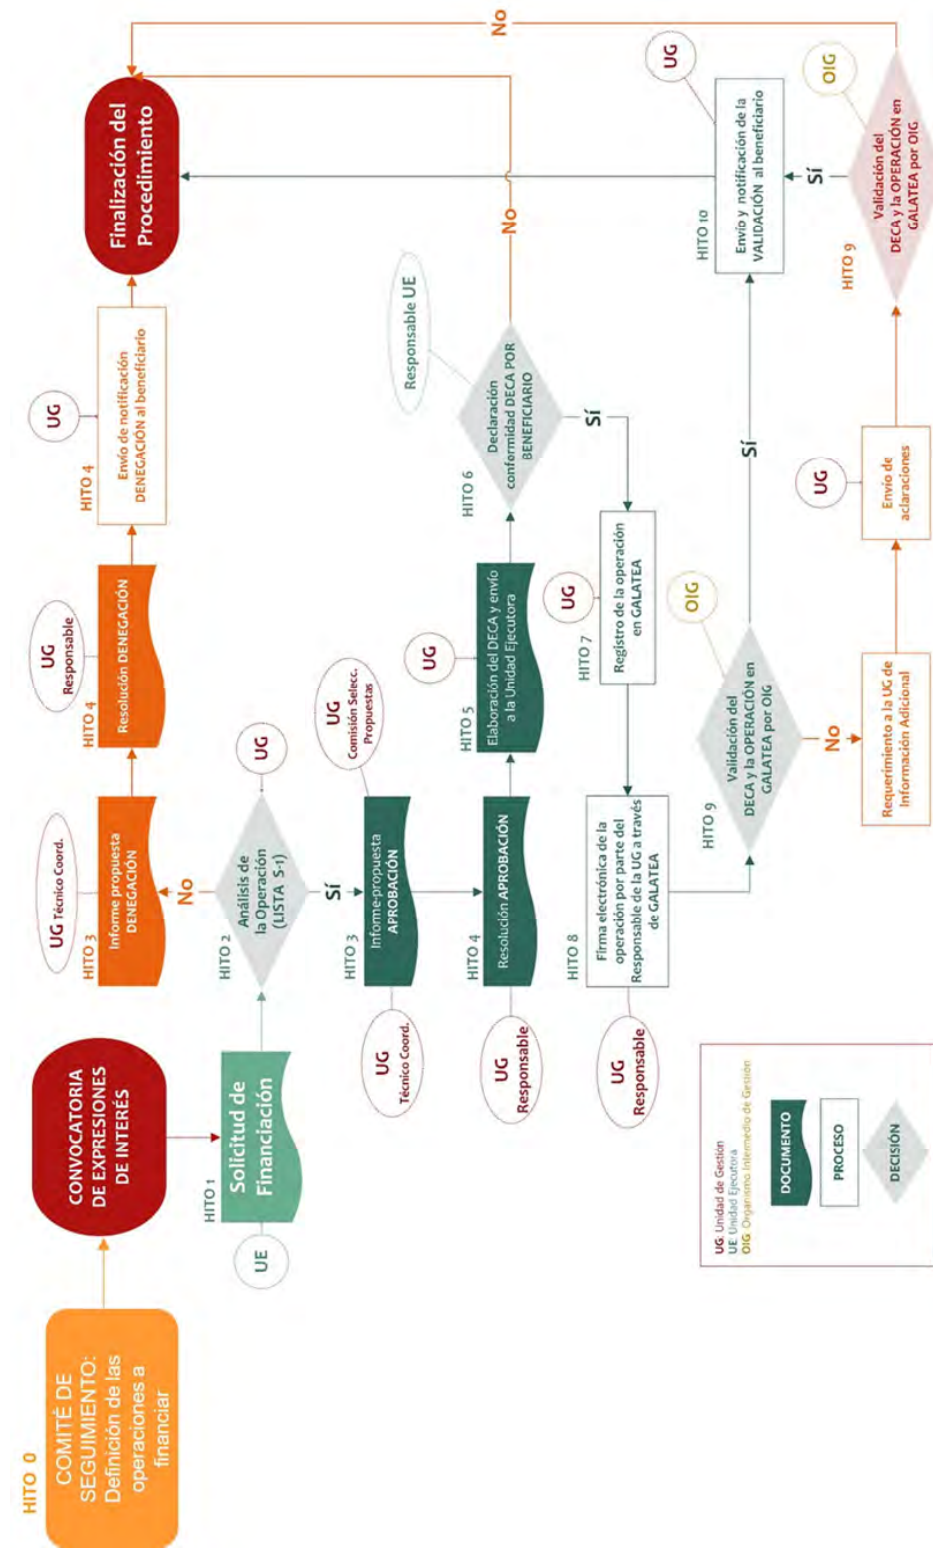 HITO 0
COMITÉ DE
SEGUIMIENTO:
Definición de las
operaciones a
financiar
CONVOCATORIA
DE EXPRESIONES
DE INTERÉS
HITO 1
Solicitud de
Financiación
UE
HITO 2
Análisis de
la Operación
(LISTA S-1)
UG
No
Sí
HITO 3
Informe propuesta
DENEGACIÓN
UG Técnico Coord.
HITO 4
Resolución DENEGACIÓN
UG
Responsable
HITO 4
Envío de notificación
DENEGACIÓN al beneficiario
UG
Finalización del
Procedimiento
HITO 3
Informe-propuesta
APROBACIÓN
UG
Técnico Coord.
UG
Comisión Selecc.
Propuestas
HITO 4
Resolución APROBACIÓN
UG
Responsable
HITO 5
Elaboración del DECA y envío
a la Unidad Ejecutora
UG
HITO 6
Declaración
conformidad DECA POR
BENEFICIARIO
Responsable UE
No
Sí
HITO 7
Registro de la operación
en GALATEA
UG
HITO 8
Firma electrónica de la
operación por parte del
Responsable de la UG a través
de GALATEA
UG
Responsable
HITO 9
Validación del
DECA y la OPERACIÓN en
GALATEA por OIG
OIG
Sí
No
Requerimiento a la UG de
Información Adicional
Envío de
aclaraciones
UG
HITO 9
Validación del
DECA y la OPERACIÓN en
GALATEA por OIG
OIG
Sí
No
HITO 10
Envío y notificación de la
VALIDACIÓN al beneficiario
UG
UG: Unidad de Gestión
UE: Unidad Ejecutora
OIG: Organismo Intermedio de Gestión
DOCUMENTO
PROCESO
DECISIÓN